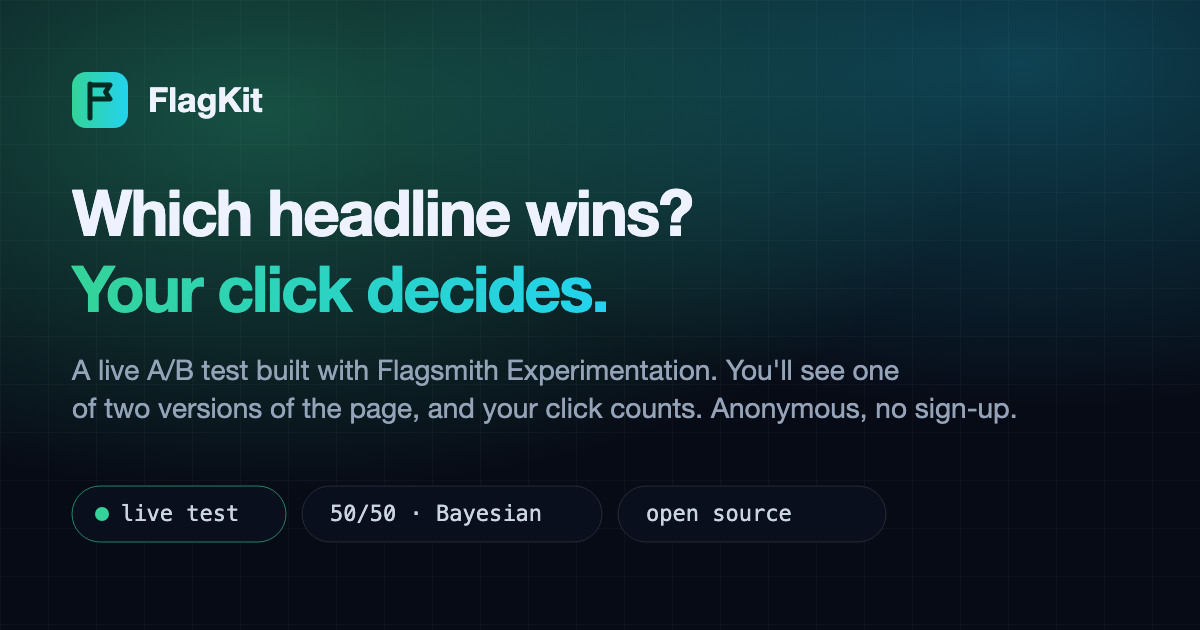 FlagKit
Which headline wins?
Your click decides.
A live A/B test built with Flagsmith Experimentation. You'll see one
of two versions of the page, and your click counts. Anonymous, no sign-up.
live test
50/50 · Bayesian
open source